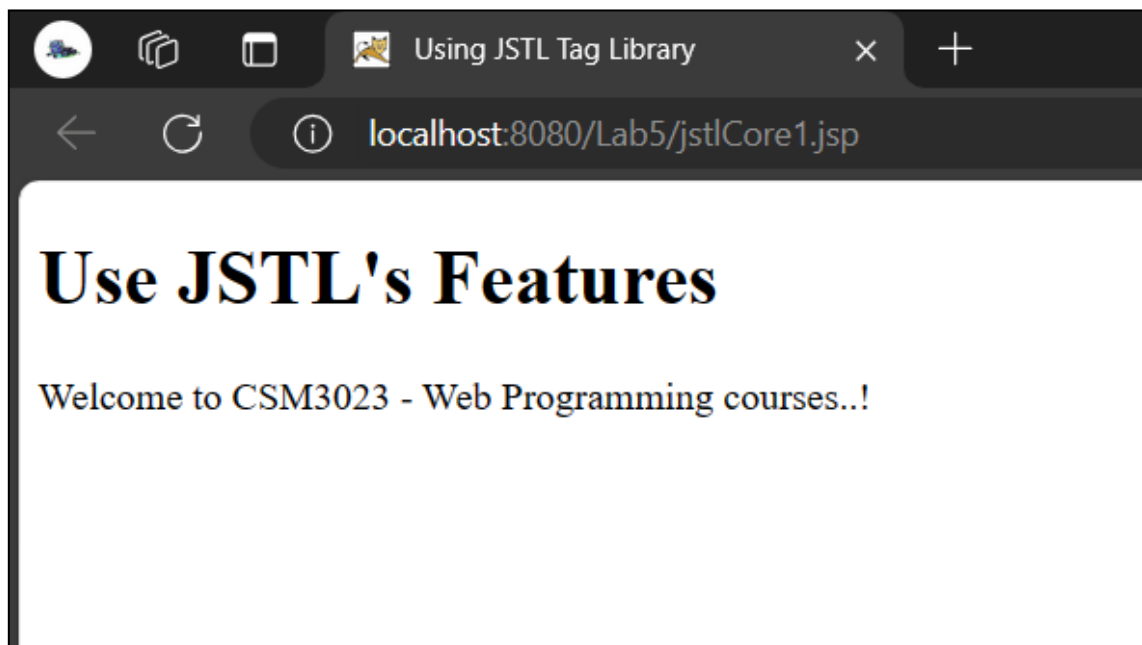 Using JSTL Tag Library
localhost:8080/Lab5/jstlCore1.jsp
Use JSTL's Features
Welcome to CSM3023 - Web Programming courses..!